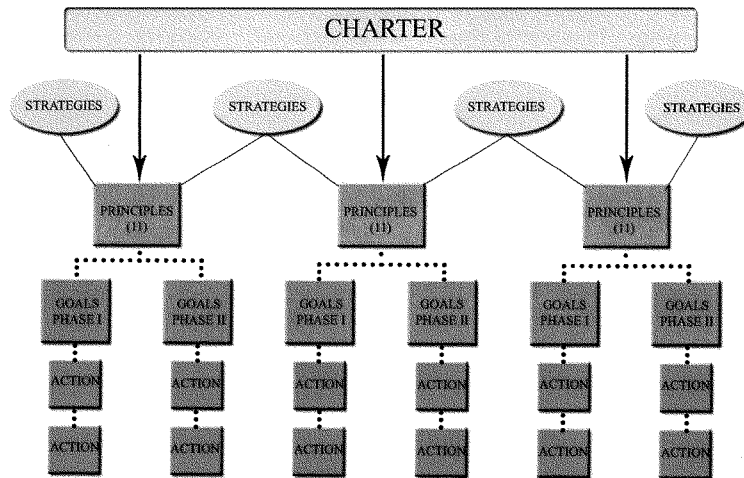 CHARTER
STRATEGIES
STRATEGIES
STRATEGIES
STRATEGIES
PRINCIPLES
(11)
PRINCIPLES
(11)
PRINCIPLES
(11)
GOALS
PHASE I
GOALS
PHASE II
GOALS
PHASE I
GOALS
PHASE II
GOALS
PHASE I
GOALS
PHASE II
ACTION
ACTION
ACTION
ACTION
ACTION
ACTION
ACTION
ACTION
ACTION
ACTION
ACTION
ACTION